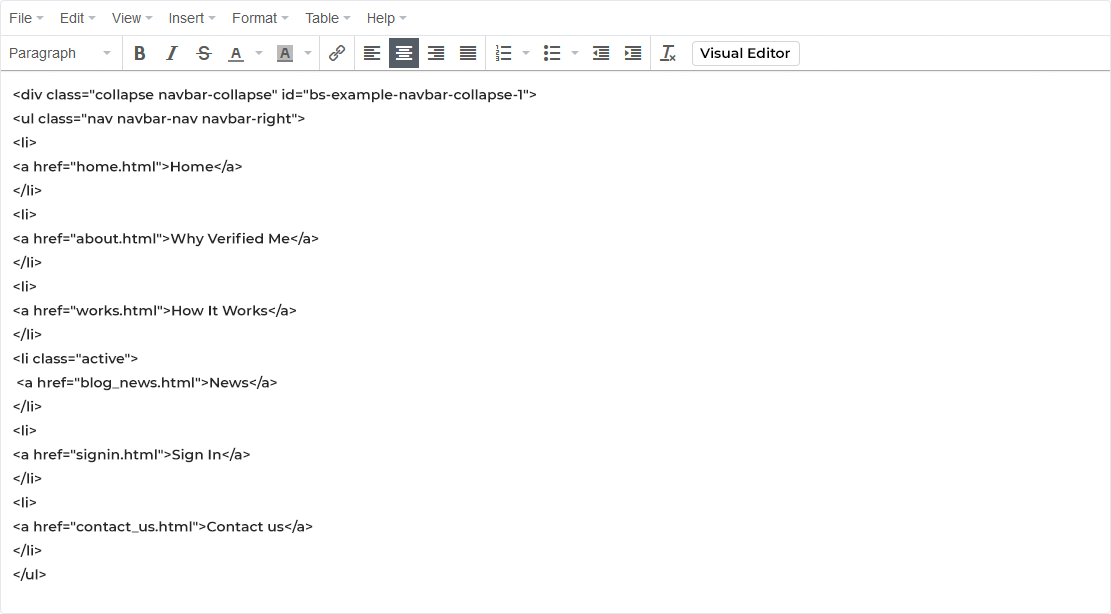 File Edit View Insert Format Table Help
Paragraph B I S A A Visual Editor
<div class="collapse navbar-collapse" id="bs-example-navbar-collapse-1">
<ul class="nav navbar-nav navbar-right">
<li>
<a href="home.html">Home</a>
</li>
<li>
<a href="about.html">Why Verified Me</a>
</li>
<li>
<a href="works.html">How It Works</a>
</li>
<li class="active">
<a href="blog_news.html">News</a>
</li>
<li>
<a href="signin.html">Sign In</a>
</li>
<li>
<a href="contact_us.html">Contact us</a>
</li>
</ul>